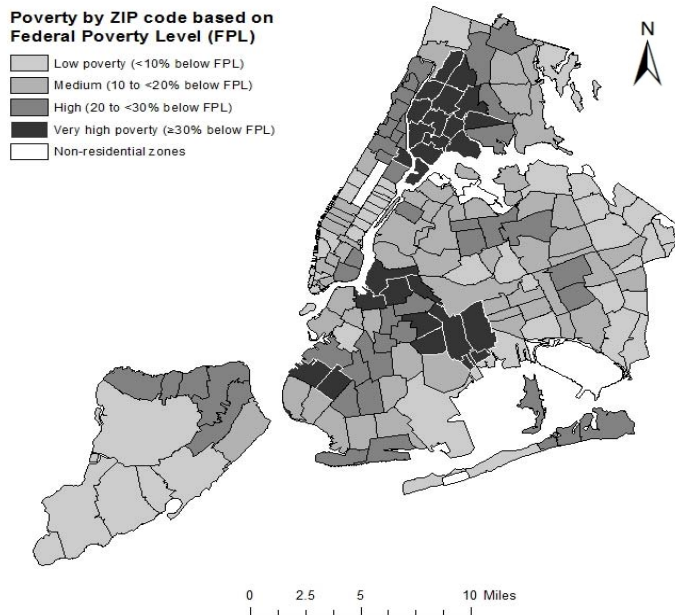 Poverty by ZIP code based on
Federal Poverty Level (FPL)
Low poverty (<10% below FPL)
Medium (10 to <20% below FPL)
High (20 to <30% below FPL)
Very high poverty (≥30% below FPL)
Non-residential zones
N
0 2.5 5 10 Miles